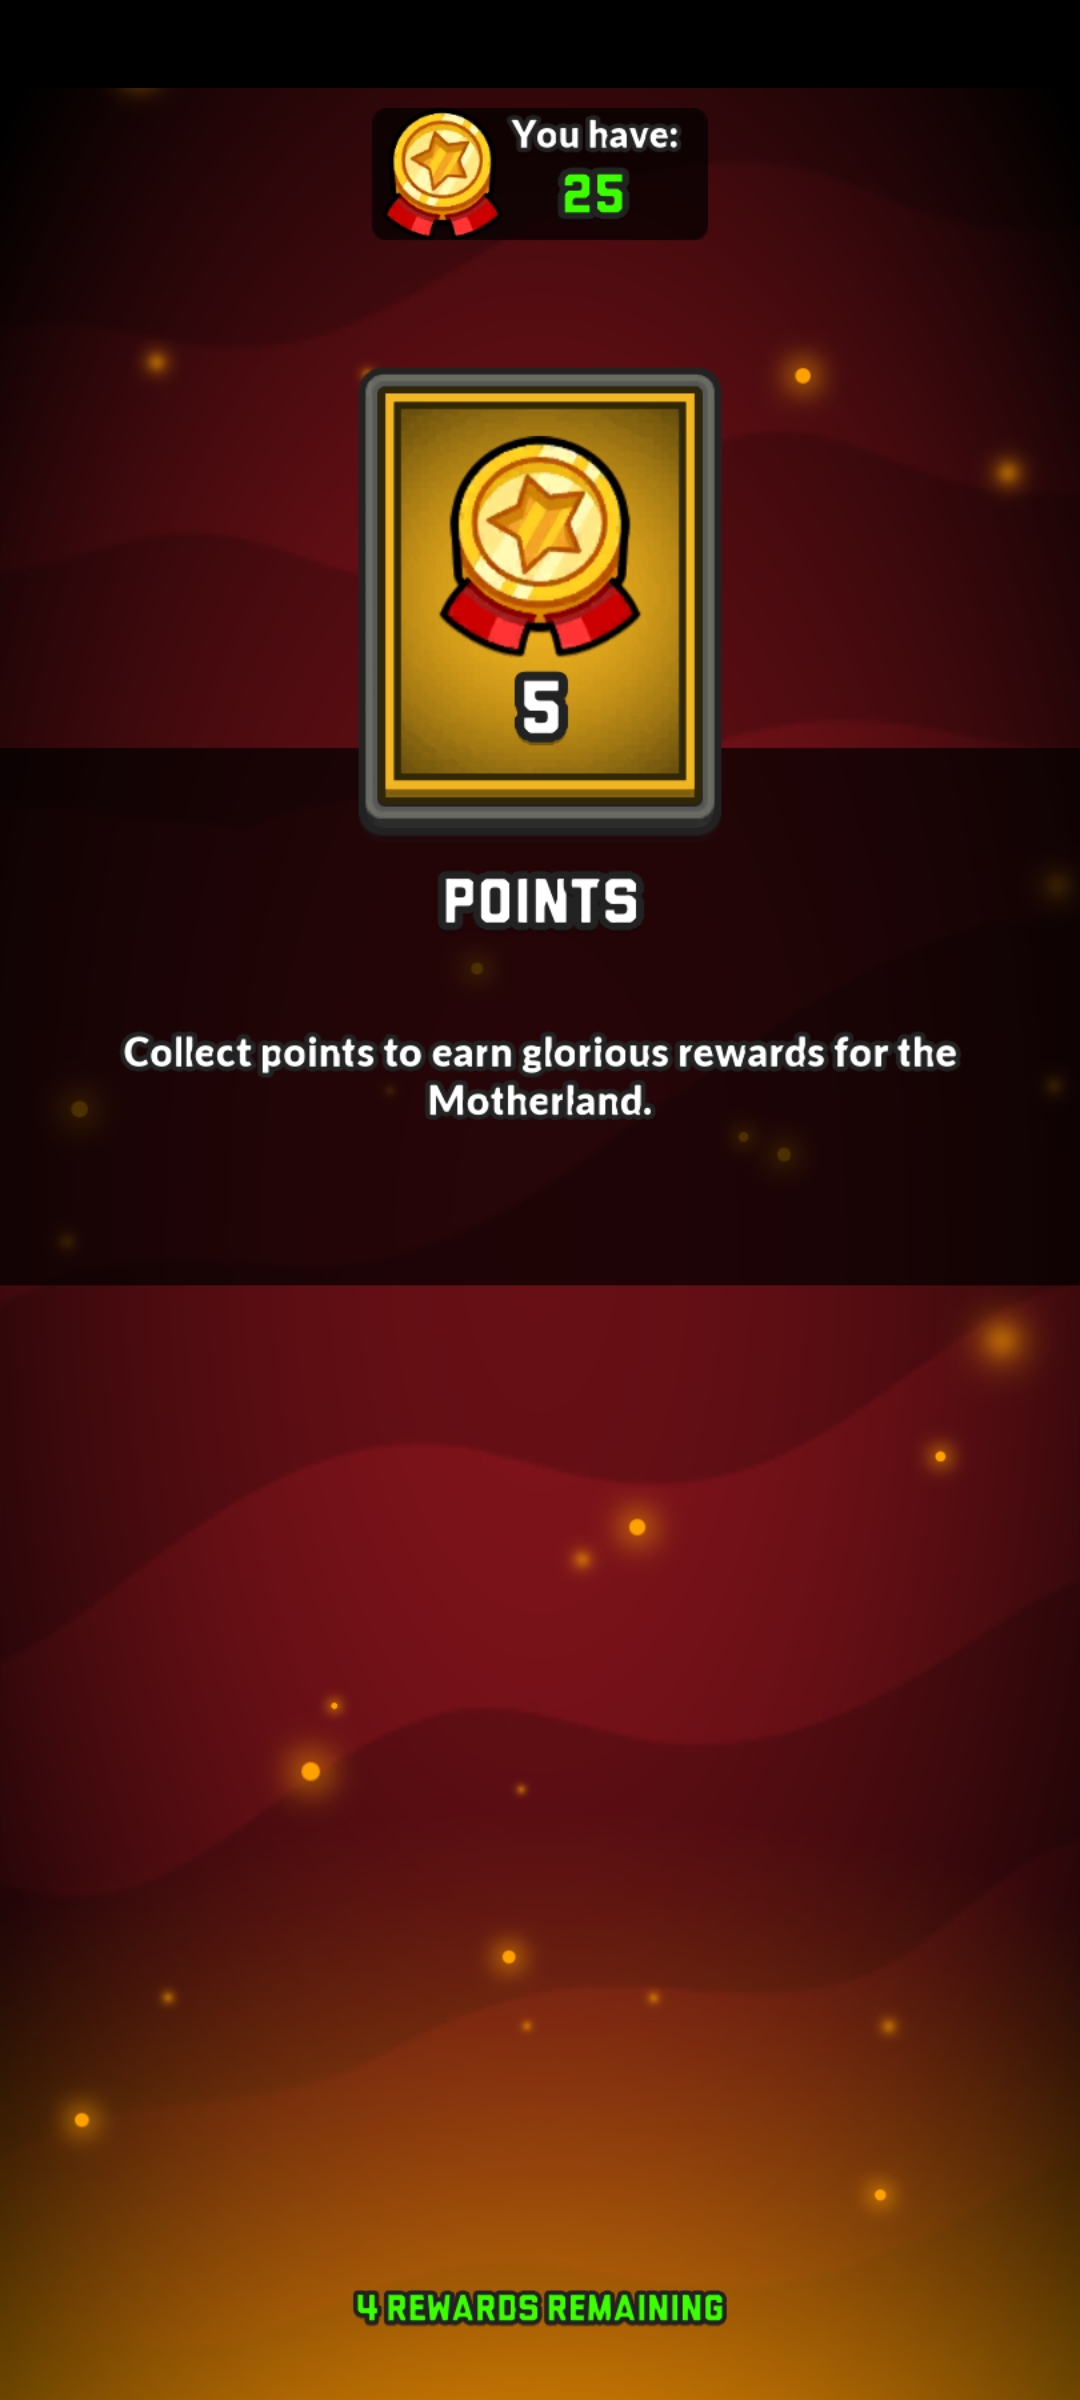 You have:
25
5
POINTS
Collect points to earn glorious rewards for the
Motherland.
4 REWARDS REMAINING